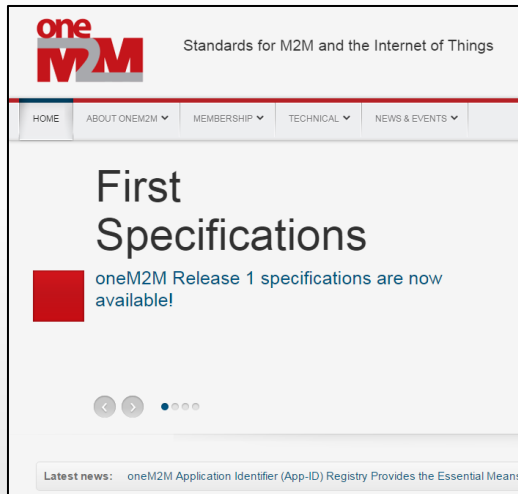 one
M2M
Standards for M2M and the Internet of Things
HOME
ABOUT ONEM2M
MEMBERSHIP
TECHNICAL
NEWS & EVENTS
First
Specifications
oneM2M Release 1 specifications are now
available!
Latest news: oneM2M Application Identifier (App-ID) Registry Provides the Essential Means